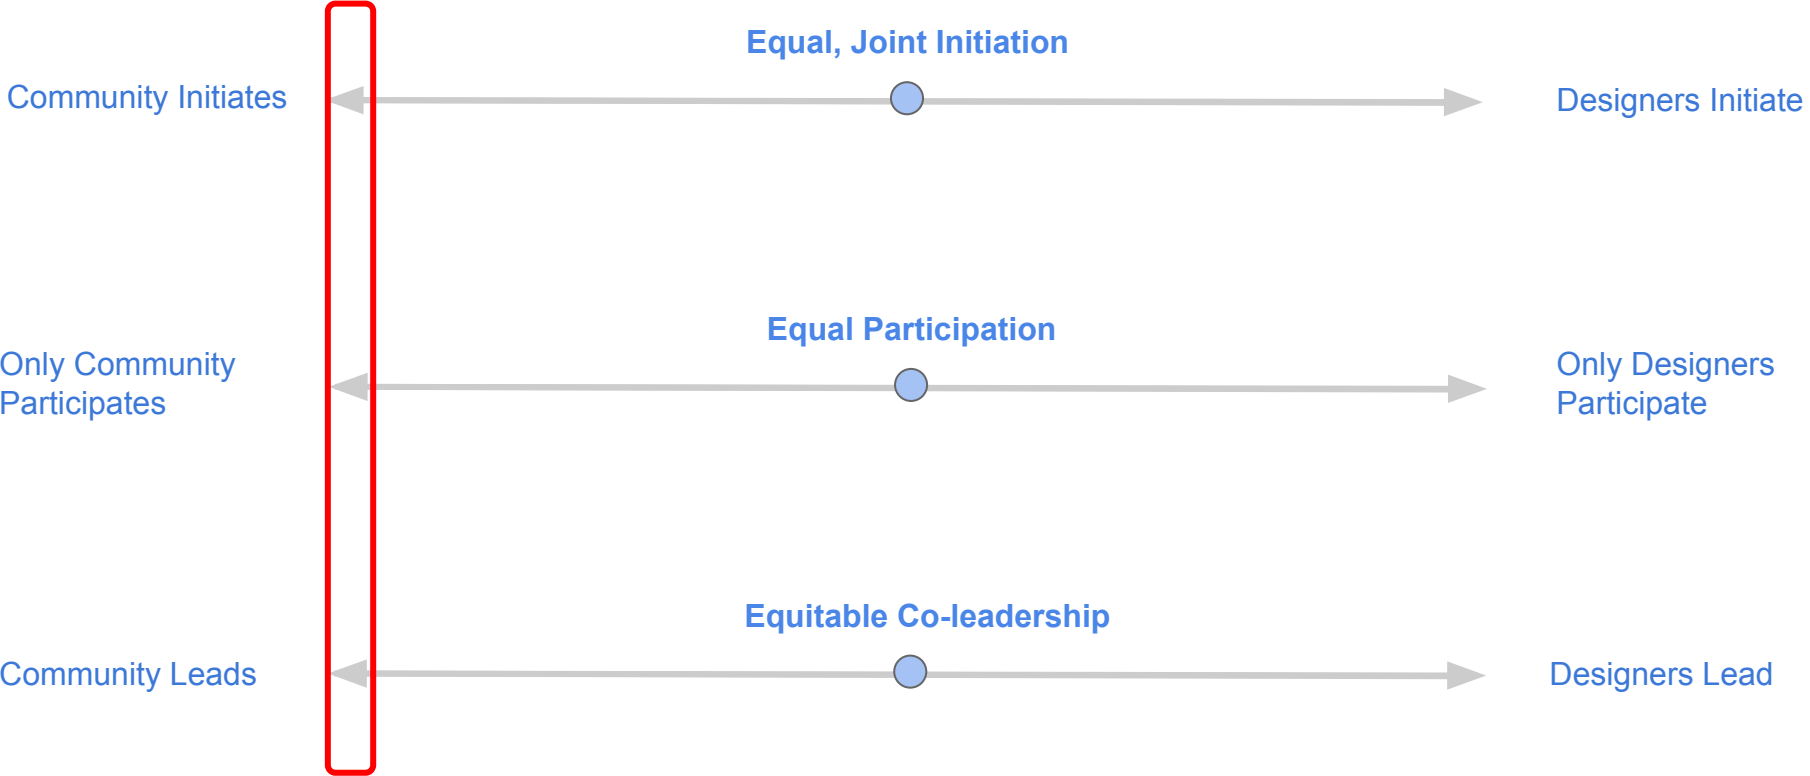 Equal, Joint Initiation
Community Initiates
Designers Initiate
Equal Participation
Only Community
Participates
Only Designers
Participate
Equitable Co-leadership
Community Leads
Designers Lead